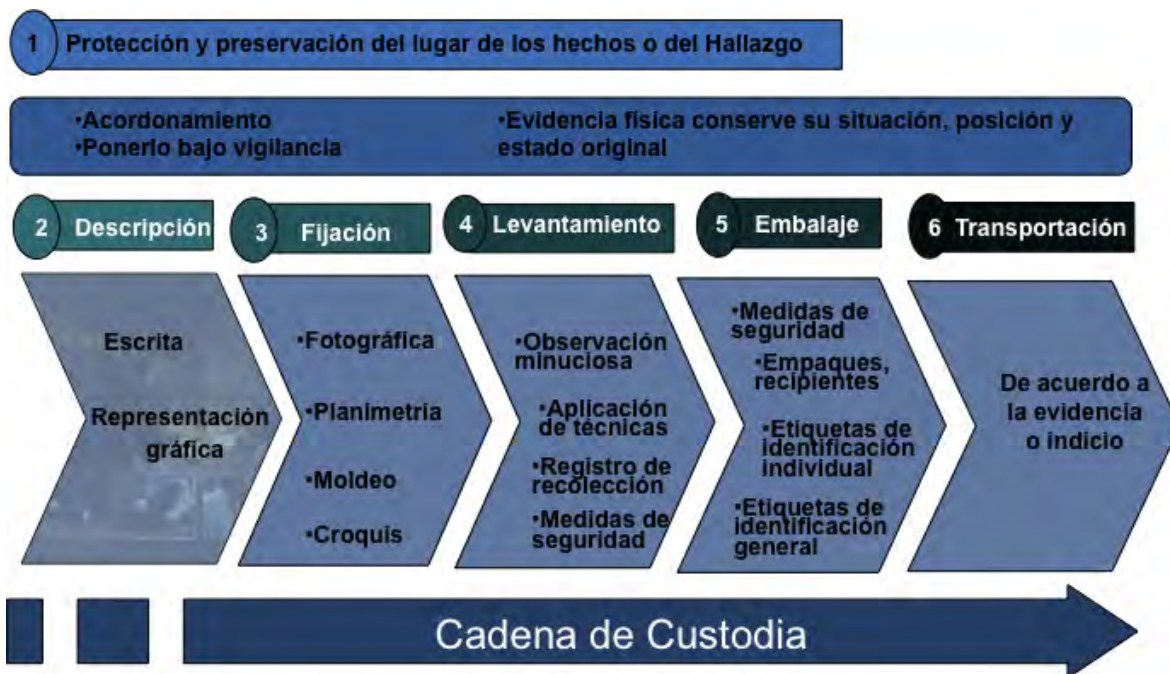 1 Protección y preservación del lugar de los hechos o del Hallazgo
•Acordonamiento
•Ponerlo bajo vigilancia
•Evidencia física conserve su situación, posición y
estado original
2 Descripción
Escrita
Representación
gráfica
3 Fijación
•Fotográfica
•Planimetría
•Moldeo
•Croquis
4 Levantamiento
•Observación
minuciosa
•Aplicación
de técnicas
•Registro de
recolección
•Medidas de
seguridad
5 Embalaje
•Medidas de
seguridad
•Empaques,
recipientes
•Etiquetas de
identificación
individual
•Etiquetas de
identificación
general
6 Transportación
De acuerdo a
la evidencia
o indicio
Cadena de Custodia